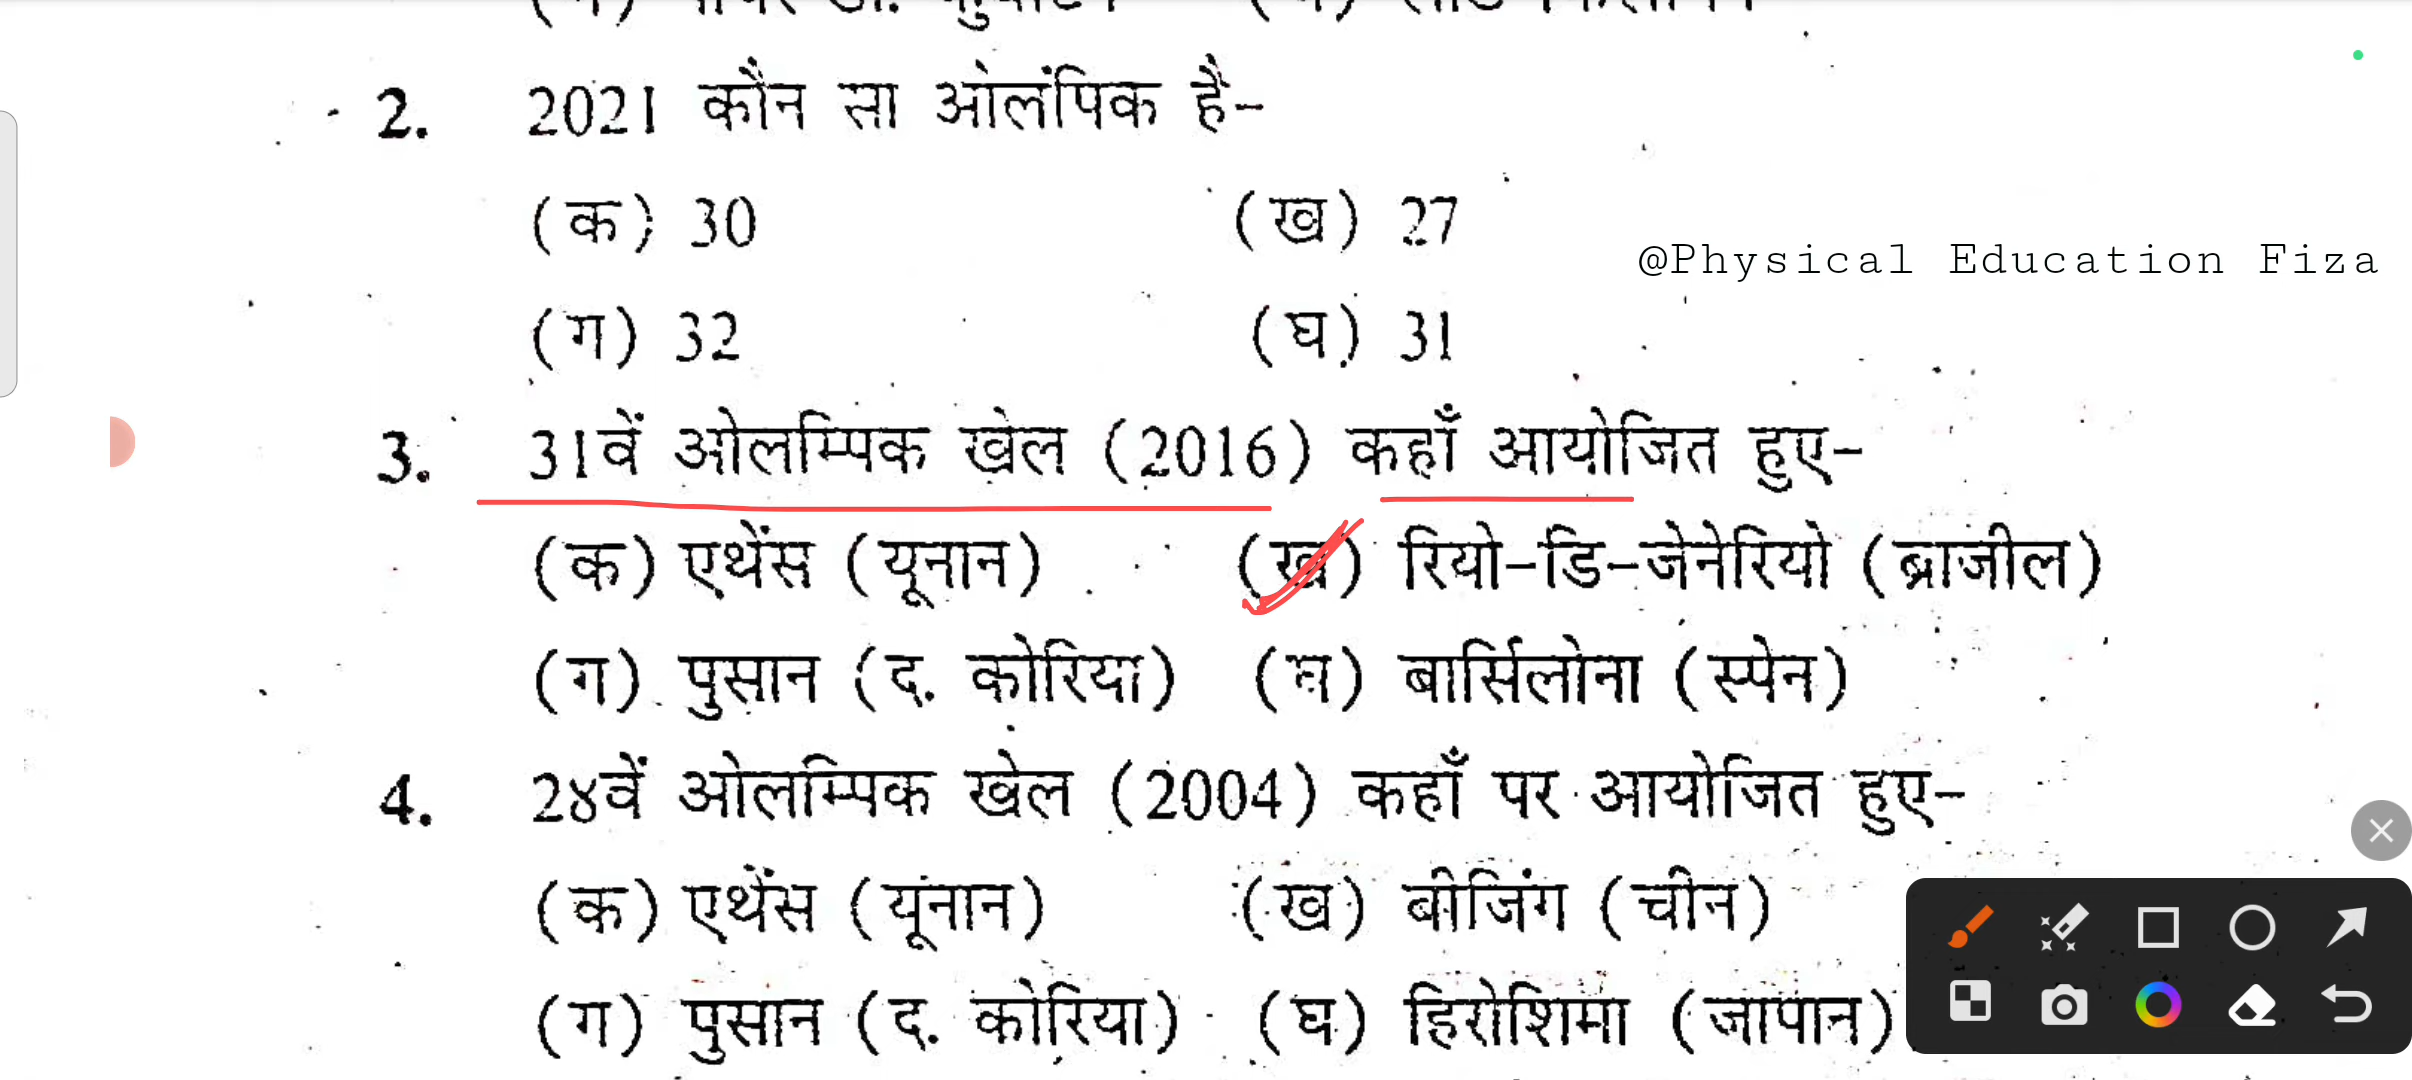 2. 2021 कौन सा ओलंपिक है-
(क) 30 (ख) 27
@Physical Education Fiza
(ग) 32 (घ) 31
3. 31वें ओलम्पिक खेल (2016) कहाँ आयोजित हुए-
(क) एथेंस (यूनान) (ख) रियो-डि-जेनेरियो (ब्राजील)
(ग) पुसान (द. कोरिया) (घ) बार्सिलोना (स्पेन)
4. 28वें ओलम्पिक खेल (2004) कहाँ पर आयोजित हुए-
(क) एथेंस (यूनान) (ख) बीजिंग (चीन)
(ग) पुसान (द. कोरिया) (घ) हिरोशिमा (जापान)